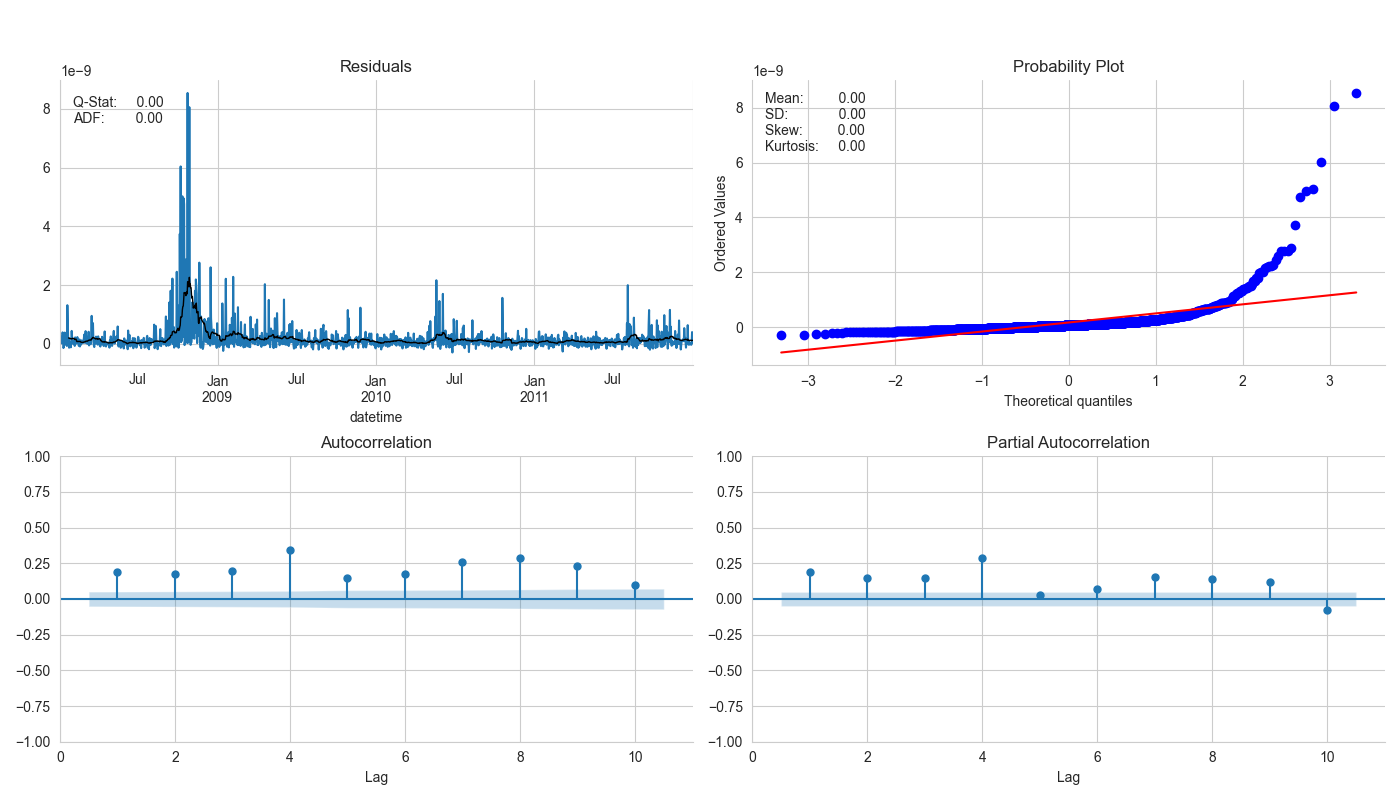 Residuals
1e−9
Q-Stat: 0.00
ADF: 0.00
8
6
4
2
0
Jul
Jan
2009
Jul
Jan
2010
Jul
Jan
2011
Jul
datetime
Probability Plot
1e−9
Mean: 0.00
SD: 0.00
Skew: 0.00
Kurtosis: 0.00
Ordered Values
8
6
4
2
0
−3 −2 −1 0 1 2 3
Theoretical quantiles
Autocorrelation
1.00
0.75
0.50
0.25
0.00
−0.25
−0.50
−0.75
−1.00
0 2 4 6 8 10
Lag
Partial Autocorrelation
1.00
0.75
0.50
0.25
0.00
−0.25
−0.50
−0.75
−1.00
0 2 4 6 8 10
Lag